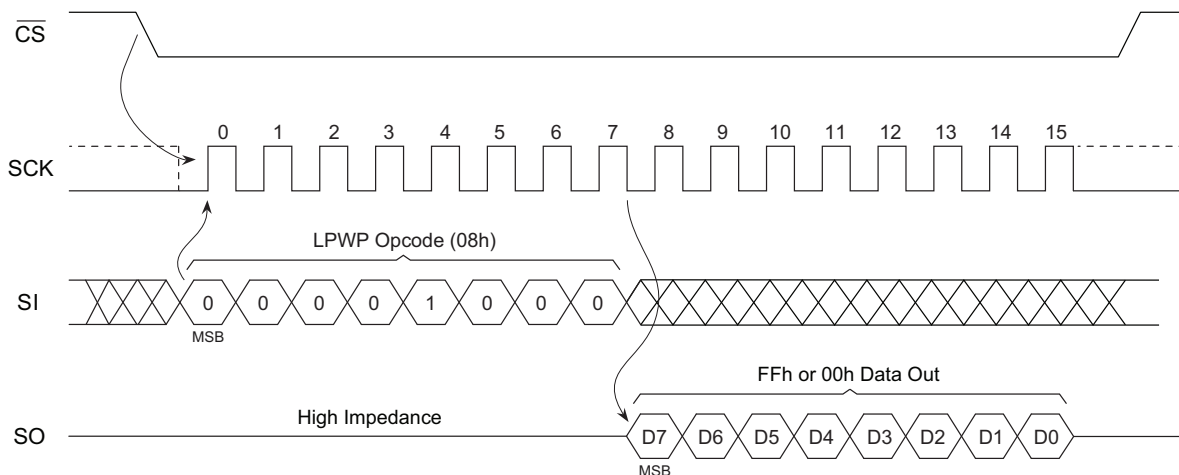 CS
0 1 2 3 4 5 6 7 8 9 10 11 12 13 14 15
SCK
LPWP Opcode (08h)
SI 0 0 0 0 1 0 0 0
MSB
FFh or 00h Data Out
High Impedance
SO D7 D6 D5 D4 D3 D2 D1 D0
MSB